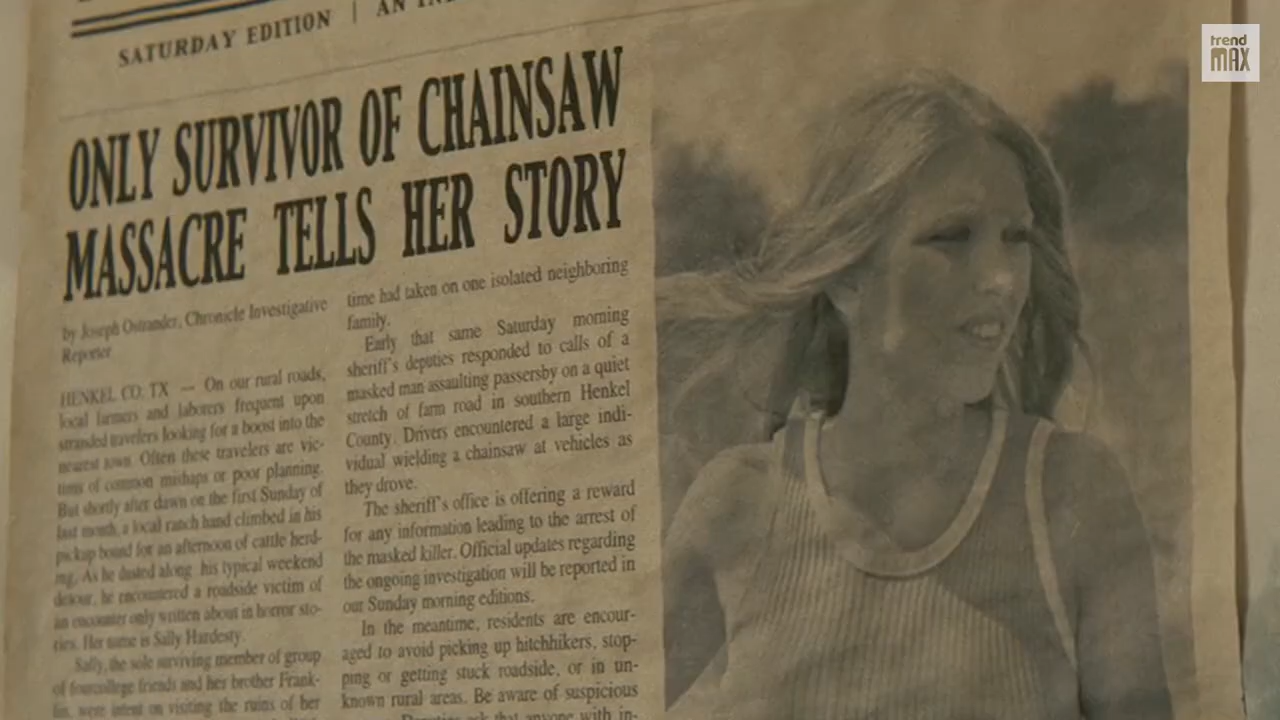 SATURDAY EDITION | AN
trend
MAX
ONLY SURVIVOR OF CHAINSAW
MASSACRE TELLS HER STORY
by Joseph Ostrander, Chronicle Investigative
Reporter
HENKEL CO. TX — On our rural roads,
local farmers and laborers frequent upon
stranded travelers looking for a boost into the
nearest town. Often these travelers are vic-
tims of common mishaps or poor planning.
But shortly after dawn on the first Sunday of
last month, a local ranch hand climbed in his
pickup bound for an afternoon of cattle herd-
ing. As he dusted along his typical weekend
detour, he encountered a roadside victim of
an encounter only written about in horror sto-
ries. Her name is Sally Hardesty.
Sally, the sole surviving member of group
of fourcollege friends and her brother Frank-
lin, were intent on visiting the ruins of her
time had taken on one isolated neighboring
family.
Early that same Saturday morning
sheriff's deputies responded to calls of a
masked man assaulting passersby on a quiet
stretch of farm road in southern Henkel
County. Drivers encountered a large indi-
vidual wielding a chainsaw at vehicles as
they drove.
The sheriff's office is offering a reward
for any information leading to the arrest of
the masked killer. Official updates regarding
the ongoing investigation will be reported in
our Sunday morning editions.
In the meantime, residents are encour-
aged to avoid picking up hitchhikers, stop-
ping or getting stuck roadside, or in un-
known rural areas. Be aware of suspicious
Deputies ask that anyone with in-